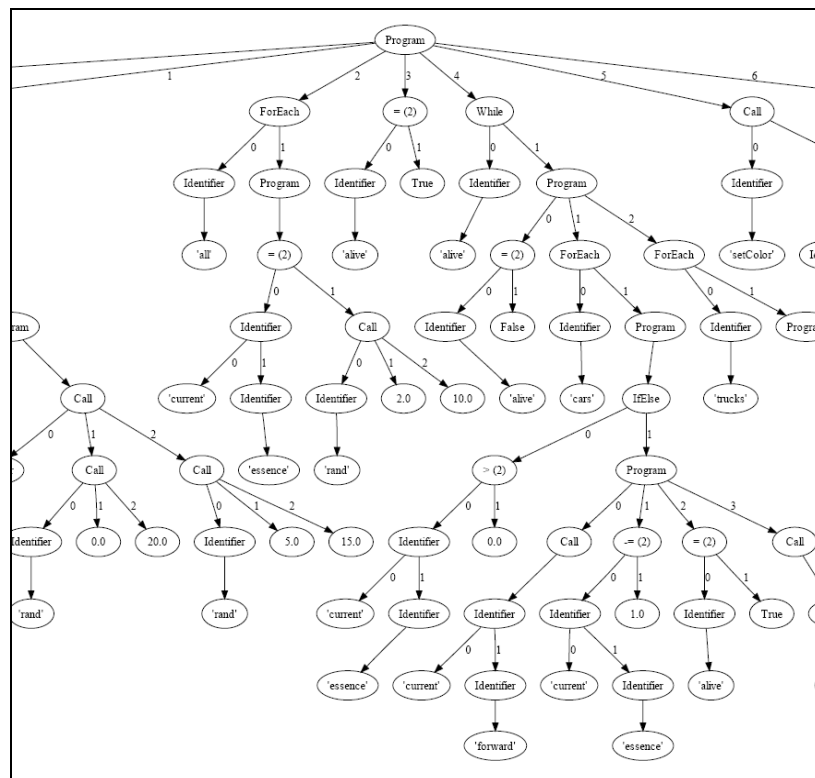 Program
1 2 3 4 5 6
ForEach = (2) While Call
0 1 0 1 0 1 0
Identifier Program Identifier True Identifier Program Identifier
0 1 2
'all' = (2) 'alive' 'alive' = (2) ForEach ForEach 'setColor'
0 1 0 1 0 1 0 1
ram Identifier Call Identifier False Identifier Program Identifier Progra
0 1 0 1 2
Call 'current' Identifier Identifier 2.0 10.0 'alive' 'cars' IfElse 'trucks'
0 1 2 0 1
Call Call 'essence' 'rand' > (2) Program
0 1 2 0 1 2 0 1 0 1 2 3
Identifier 0.0 20.0 Identifier 5.0 15.0 Identifier 0.0 Call -= (2) = (2) Call
0 1 0 1 0 1
'rand' 'rand' 'current' Identifier Identifier Identifier 1.0 Identifier True
0 1 0 1
'essence' 'current' Identifier 'current' Identifier 'alive'
'forward' 'essence'